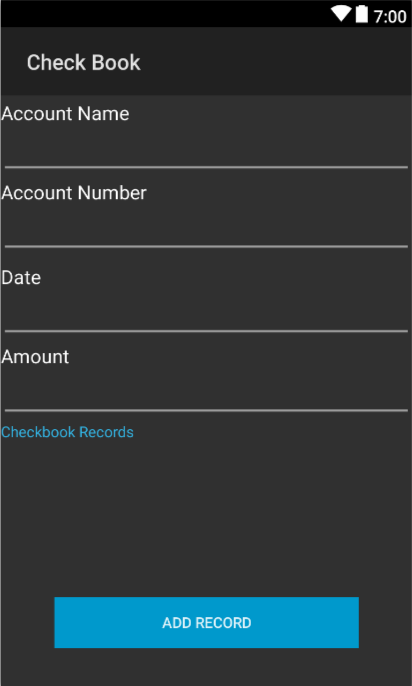 7:00
Check Book
Account Name
Account Number
Date
Amount
Checkbook Records
ADD RECORD